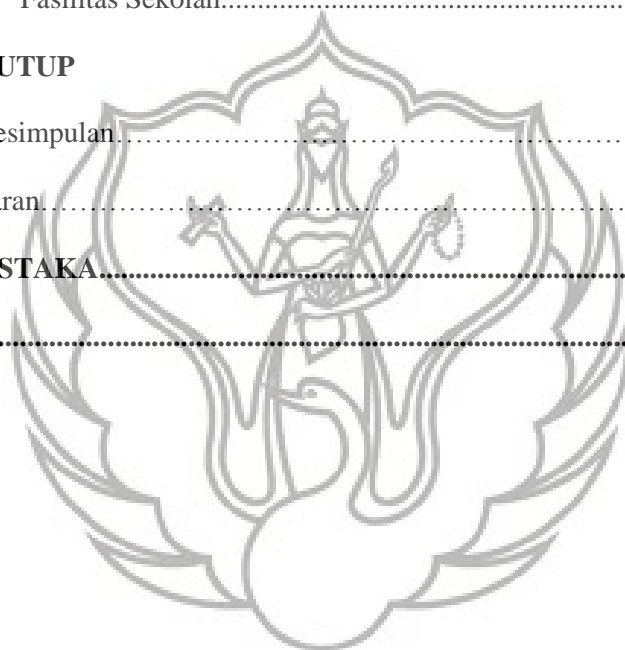 Fasilitas Sekolah.......................................................
UTUP
esimpulan.......................................................
aran.......................................................
STAKA.......................................................
.......................................................